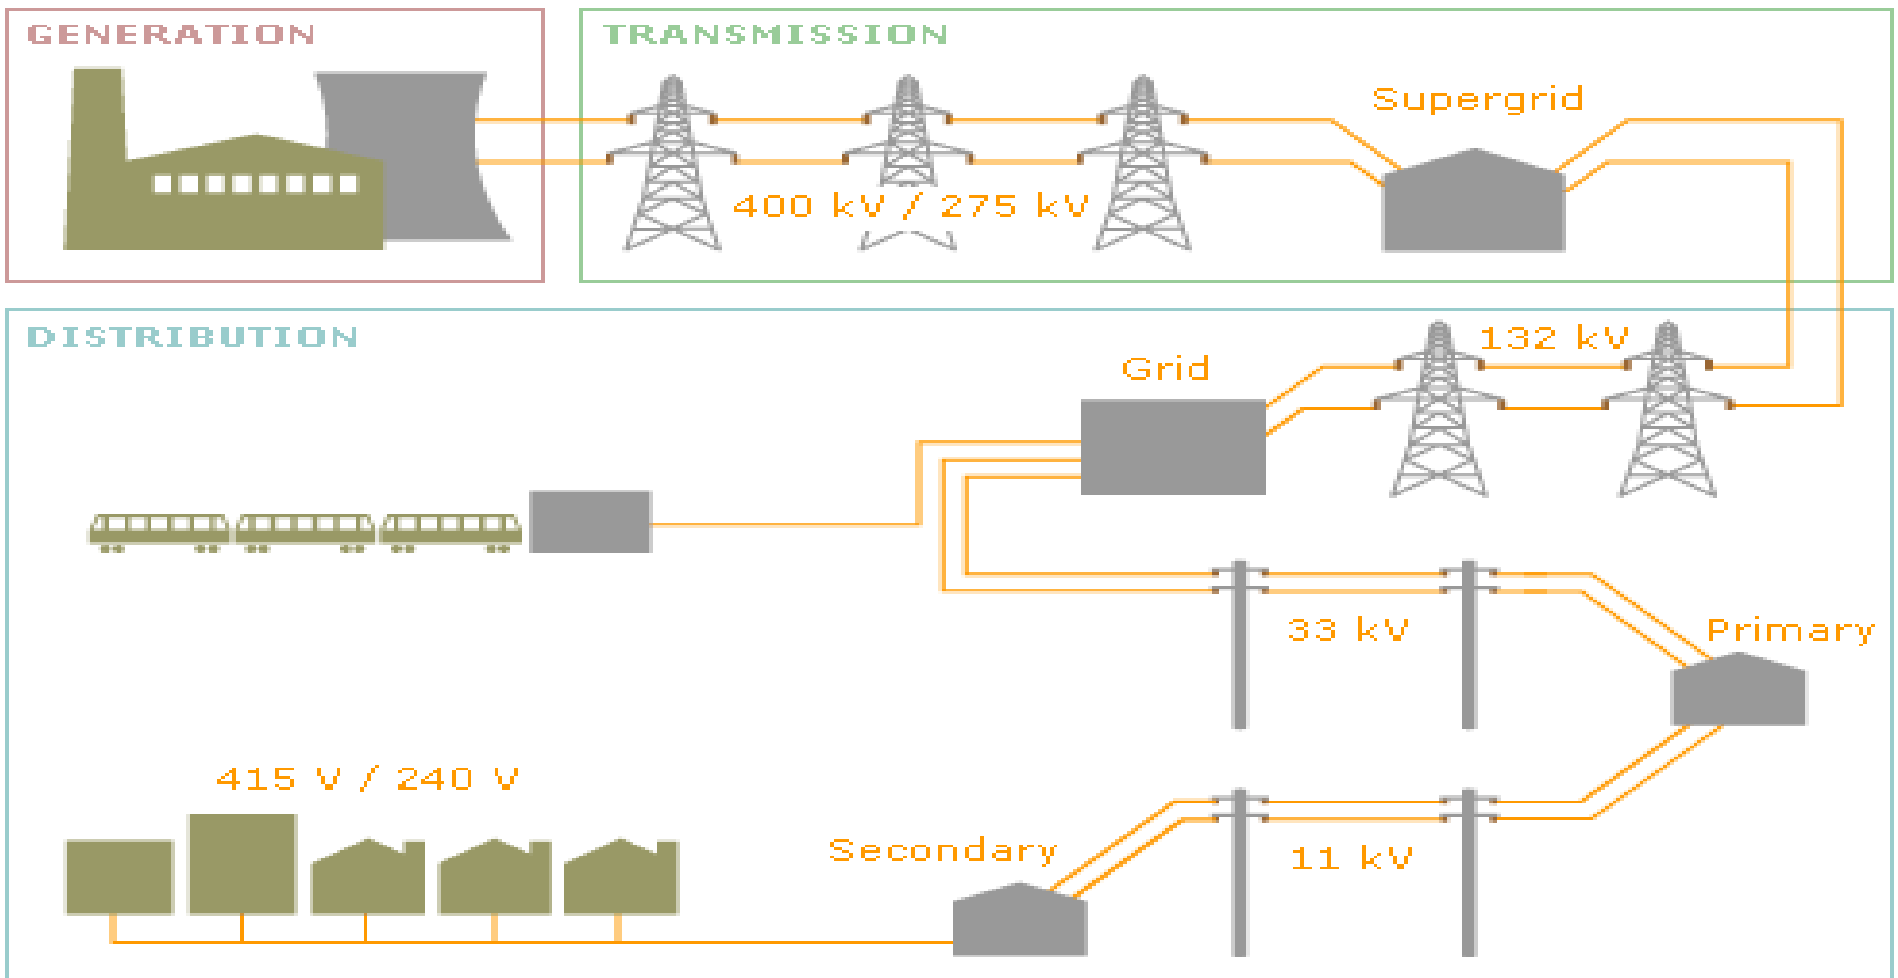 GENERATION
TRANSMISSION
Supergrid
400 kV / 275 kV
DISTRIBUTION
132 kV
Grid
33 kV
Primary
415 V / 240 V
Secondary
11 kV